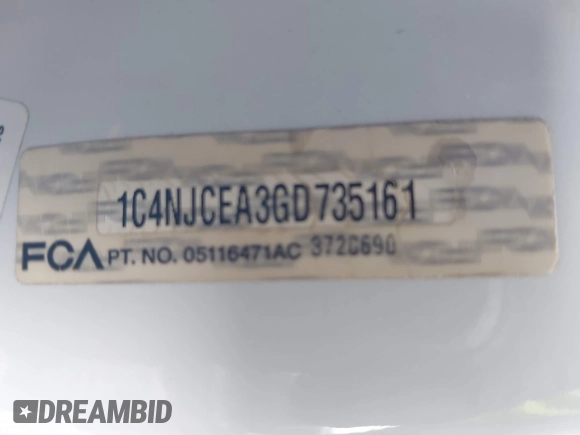 1C4NJCEA3GD735161
FCA PT. NO. 05116471AC 372C690
DREAMBID